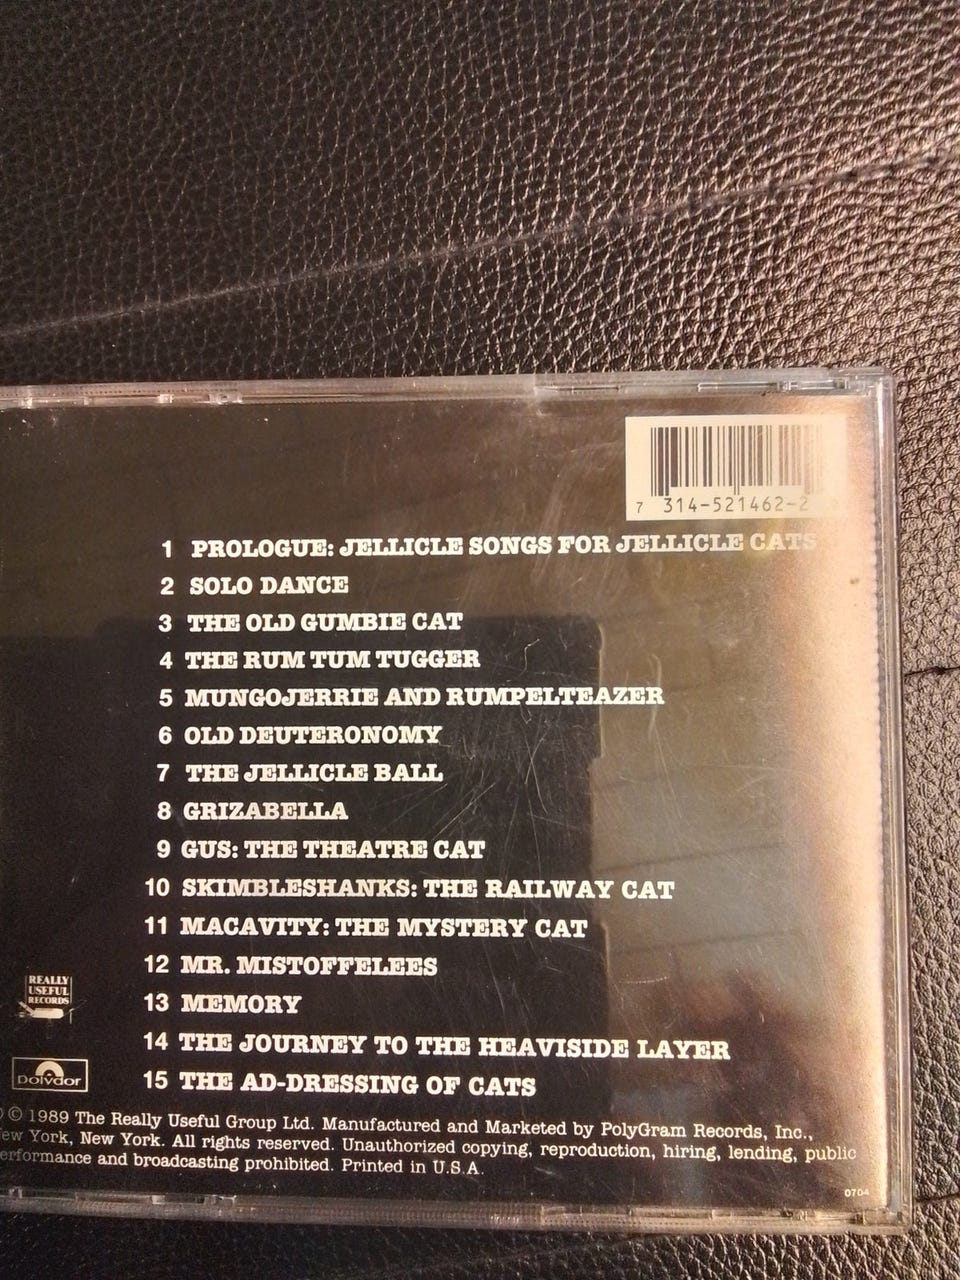 7 314-521462-2
1 PROLOGUE: JELLICLE SONGS FOR JELLICLE CATS
2 SOLO DANCE
3 THE OLD GUMBIE CAT
4 THE RUM TUM TUGGER
5 MUNGOJERRIE AND RUMPELTEAZER
6 OLD DEUTERONOMY
7 THE JELLICLE BALL
8 GRIZABELLA
9 GUS: THE THEATRE CAT
10 SKIMBLESHANKS: THE RAILWAY CAT
11 MACAVITY: THE MYSTERY CAT
12 MR. MISTOFFELEES
13 MEMORY
14 THE JOURNEY TO THE HEAVISIDE LAYER
15 THE AD-DRESSING OF CATS
REALLY
USEFUL
RECORDS
Polydor
© 1989 The Really Useful Group Ltd. Manufactured and Marketed by PolyGram Records, Inc.,
ew York, New York. All rights reserved. Unauthorized copying, reproduction, hiring, lending, public
erformance and broadcasting prohibited. Printed in U.S.A.
0704